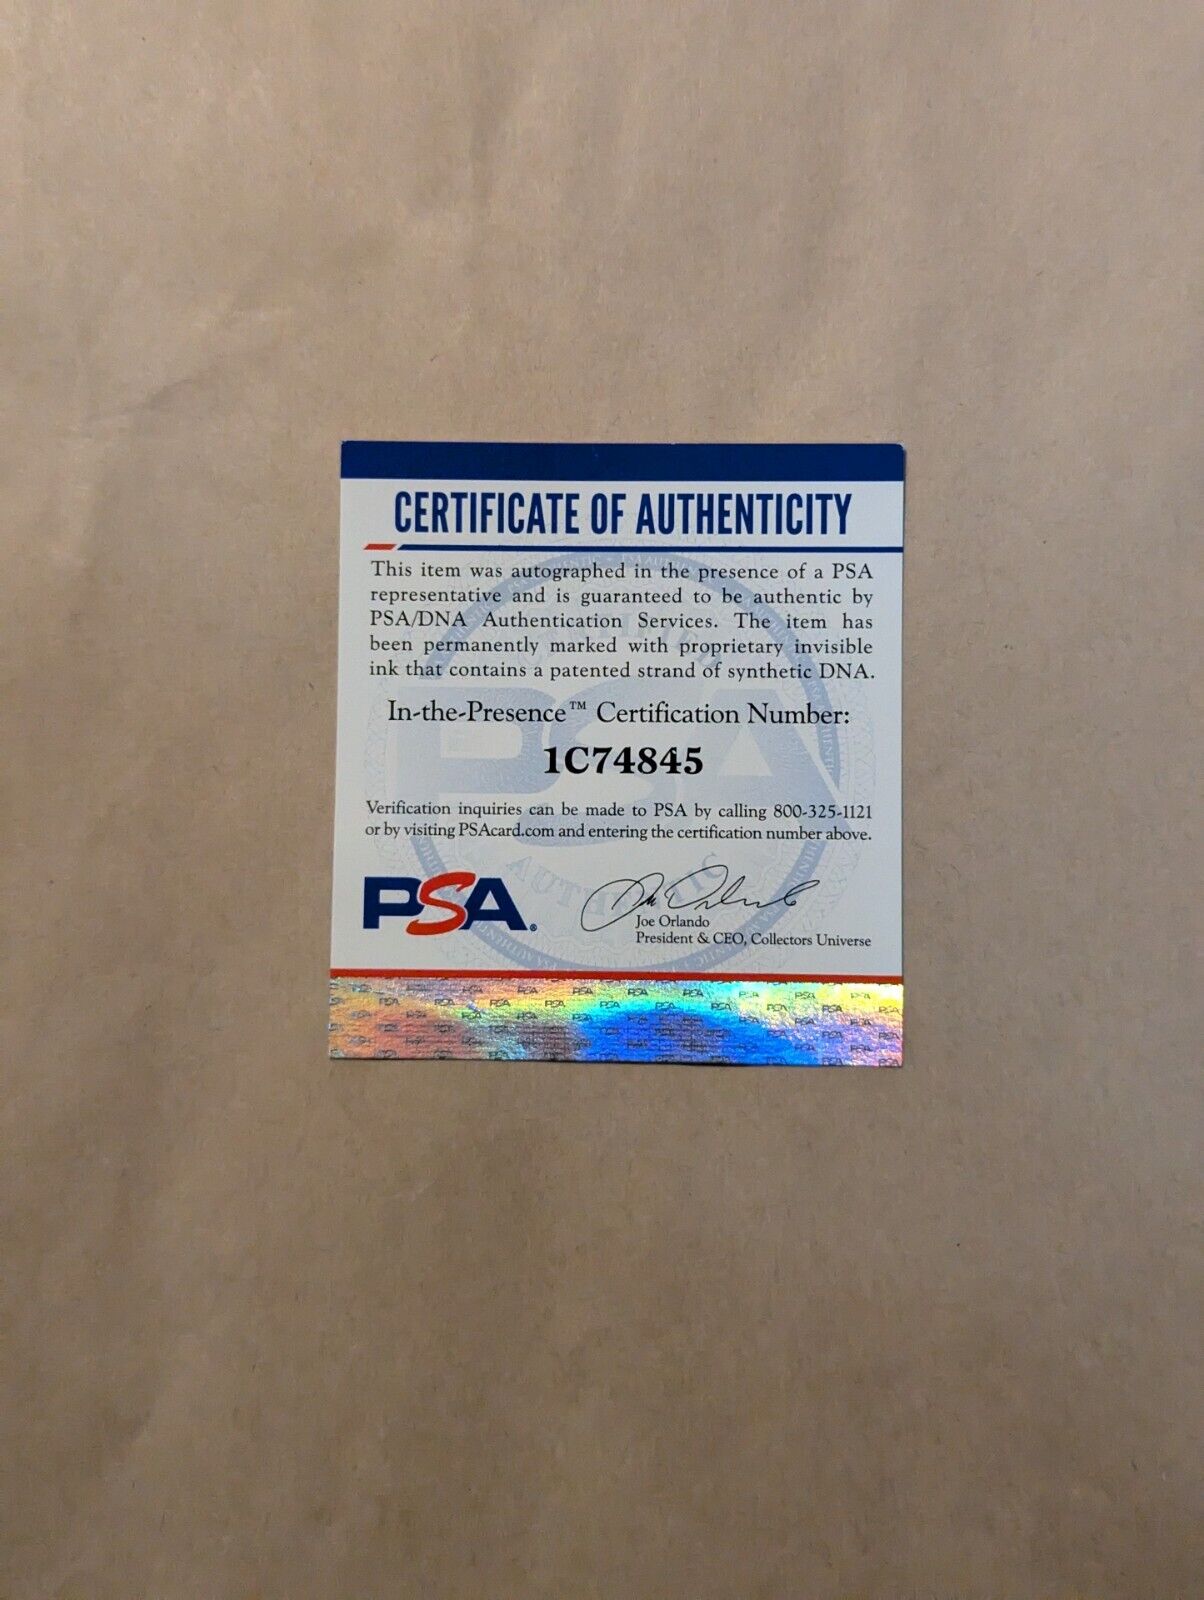 CERTIFICATE OF AUTHENTICITY
This item was autographed in the presence of a PSA
representative and is guaranteed to be authentic by
PSA/DNA Authentication Services. The item has
been permanently marked with proprietary invisible
ink that contains a patented strand of synthetic DNA.
In-the-Presence™ Certification Number:
1C74845
Verification inquiries can be made to PSA by calling 800-325-1121
or by visiting PSAcard.com and entering the certification number above.
PSA®
Joe Orlando
President & CEO, Collectors Universe